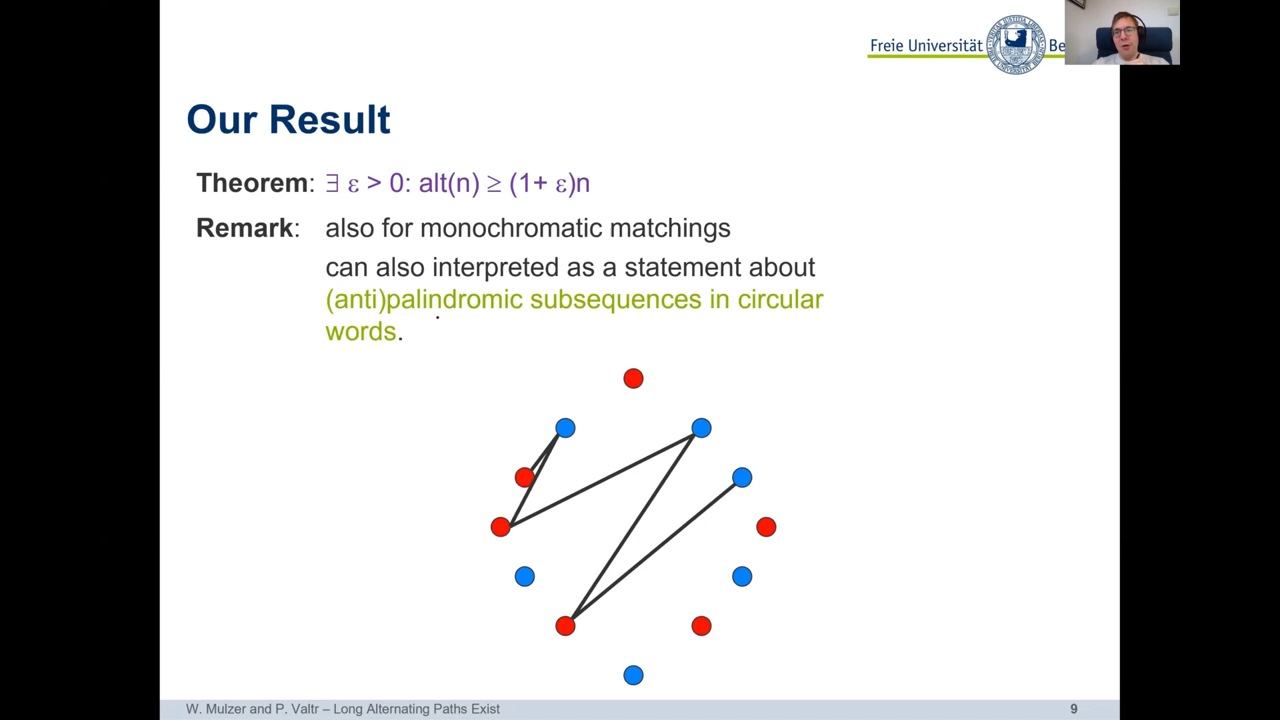 Freie Universität Be
Our Result
Theorem: ∃ ε > 0: alt(n) ≥ (1+ ε)n
Remark: also for monochromatic matchings
can also interpreted as a statement about
(anti)palindromic subsequences in circular
words.
W. Mulzer and P. Valtr – Long Alternating Paths Exist
9